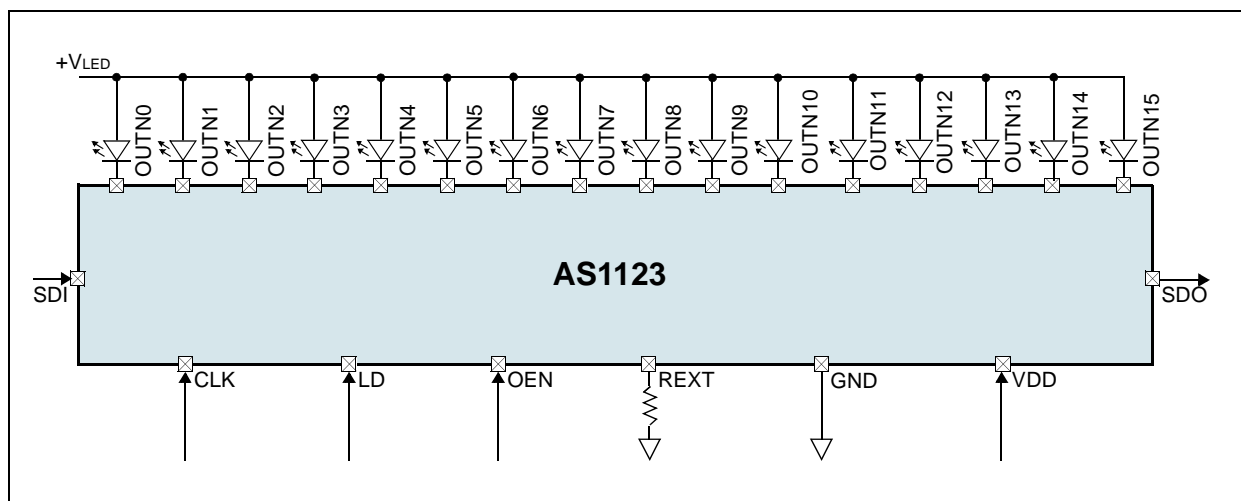 +VLED
OUTN0
OUTN1
OUTN2
OUTN3
OUTN4
OUTN5
OUTN6
OUTN7
OUTN8
OUTN9
OUTN10
OUTN11
OUTN12
OUTN13
OUTN14
OUTN15
AS1123
SDI
SDO
CLK
LD
OEN
REXT
GND
VDD